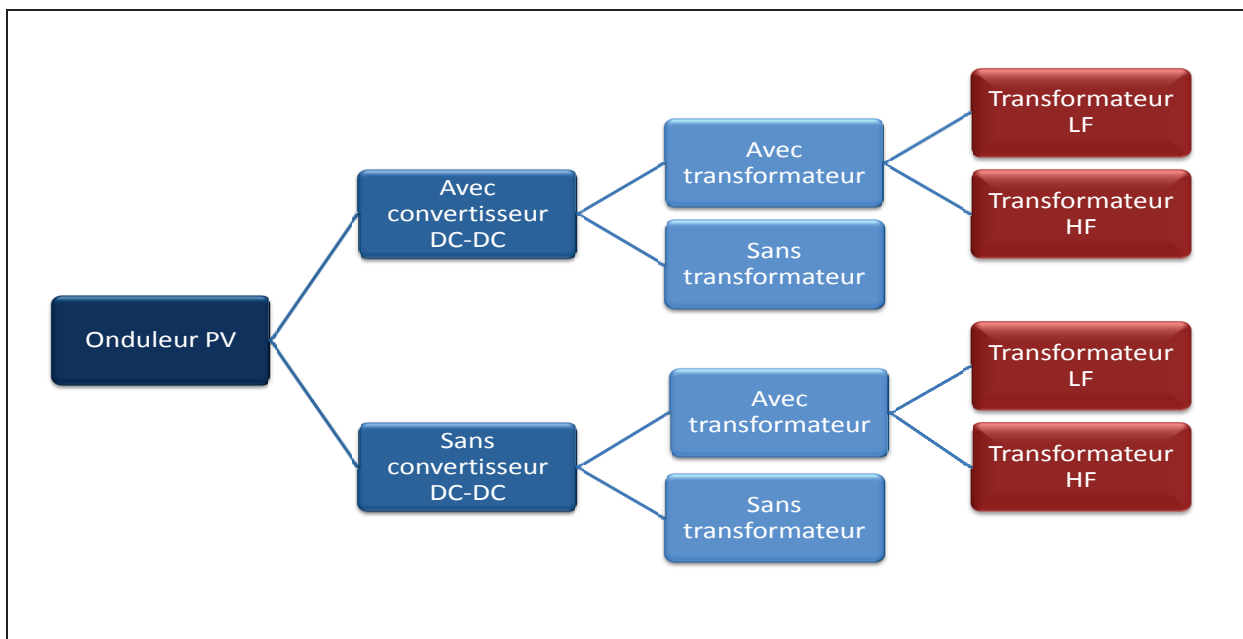 Onduleur PV
Avec
convertisseur
DC-DC
Avec
transformateur
Transformateur
LF
Transformateur
HF
Sans
transformateur
Sans
convertisseur
DC-DC
Avec
transformateur
Transformateur
LF
Transformateur
HF
Sans
transformateur